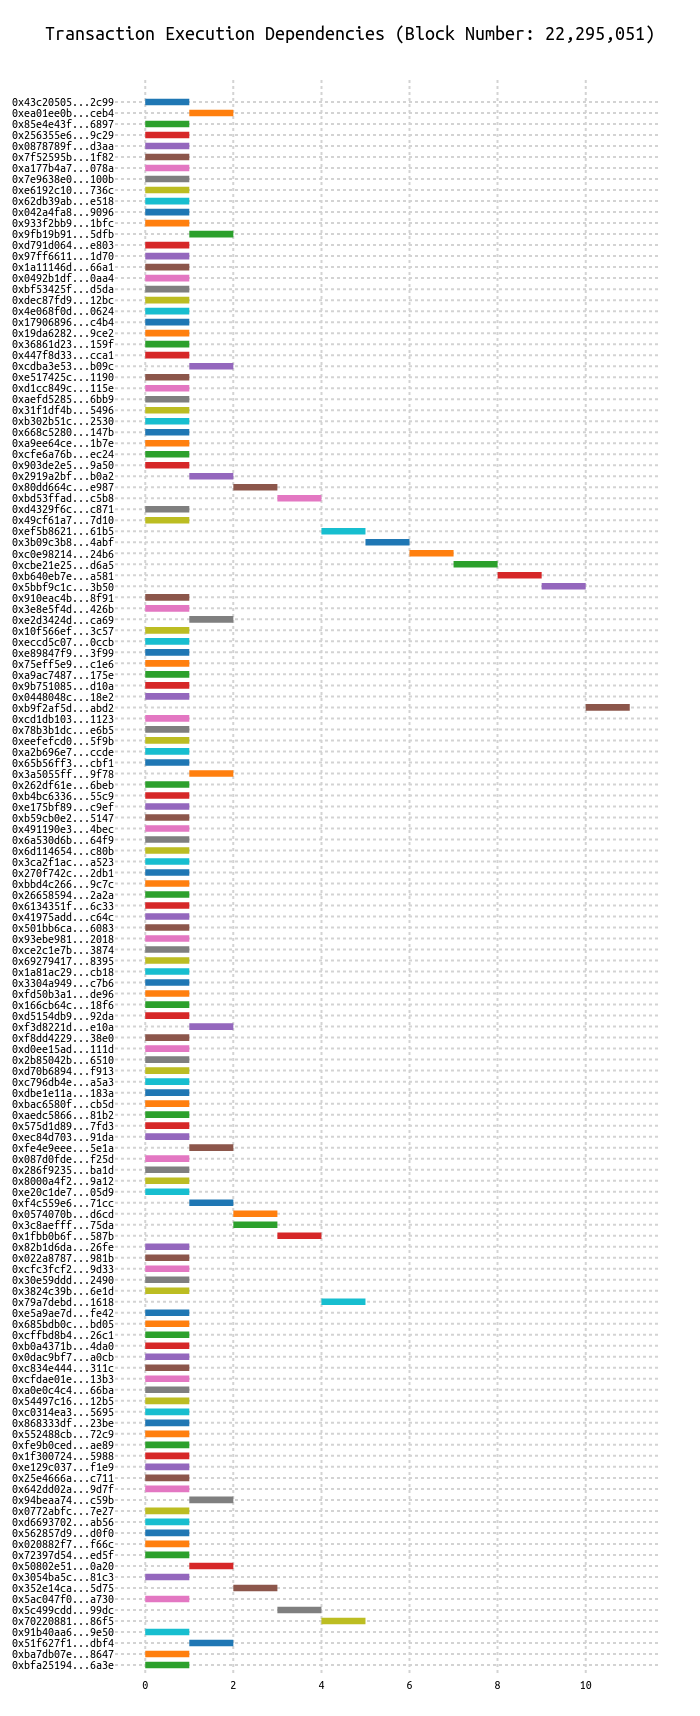 Transaction Execution Dependencies (Block Number: 22,295,051)
0x43c20505...2c99
0xea01ee0b...ceb4
0x85e4e43f...6897
0x256355e6...9c29
0x0878789f...d3aa
0x7f52595b...1f82
0xa177b4a7...078a
0x7e9638e0...100b
0xe6192c10...736c
0x62db39ab...e518
0x042a4fa8...9096
0x933f2bb9...1bfc
0x9fb19b91...5dfb
0xd791d064...e803
0x97ff6611...1d70
0x1a11146d...66a1
0x0492b1df...0aa4
0xbf53425f...d5da
0xdec87fd9...12bc
0x4e068f0d...0624
0x17906896...c4b4
0x19da6282...9ce2
0x36861d23...159f
0x447f8d33...cca1
0xcdba3e53...b09c
0xe517425c...1190
0xd1cc849c...115e
0xaefd5285...6bb9
0x31f1df4b...5496
0xb302b51c...2530
0x668c5280...147b
0xa9ee64ce...1b7e
0xcfe6a76b...ec24
0x903de2e5...9a50
0x2919a2bf...b0a2
0x80dd664c...e987
0xbd53ffad...c5b8
0xd4329f6c...c871
0x49cf61a7...7d10
0xef5b8621...61b5
0x3b09c3b8...4abf
0xc0e98214...24b6
0xcbe21e25...d6a5
0xb640eb7e...a581
0x5bbf9c1c...3b50
0x910eac4b...8f91
0x3e8e5f4d...426b
0xe2d3424d...ca69
0x10f566ef...3c57
0xeccd5c07...0ccb
0xe89847f9...3f99
0x75eff5e9...c1e6
0xa9ac7487...175e
0x9b751085...d10a
0x0448048c...18e2
0xb9f2af5d...abd2
0xcd1db103...1123
0x78b3b1dc...e6b5
0xeefefcd0...5f9b
0xa2b696e7...ccde
0x65b56ff3...cbf1
0x3a5055ff...9f78
0x262df61e...6beb
0xb4bc6336...55c9
0xe175bf89...c9ef
0xb59cb0e2...5147
0x491190e3...4bec
0x6a530d6b...64f9
0x6d114654...c80b
0x3ca2f1ac...a523
0x270f742c...2db1
0xbbd4c266...9c7c
0x26658594...2a2a
0x6134351f...6c33
0x41975add...c64c
0x501bb6ca...6083
0x93ebe981...2018
0xce2c1e7b...3874
0x69279417...8395
0x1a81ac29...cb18
0x3304a949...c7b6
0xfd50b3a1...de96
0x166cb64c...18f6
0xd5154db9...92da
0xf3d8221d...e10a
0xf8dd4229...38e0
0xd0ee15ad...111d
0x2b85042b...6510
0xd70b6894...f913
0xc796db4e...a5a3
0xdbe1e11a...183a
0xbac6580f...cb5d
0xaedc5866...81b2
0x575d1d89...7fd3
0xec84d703...91da
0xfe4e9eee...5e1a
0x087d0fde...f25d
0x286f9235...ba1d
0x8000a4f2...9a12
0xe20c1de7...05d9
0xf4c559e6...71cc
0x0574070b...d6cd
0x3c8aefff...75da
0x1fbb0b6f...587b
0x82b1d6da...26fe
0x022a8787...981b
0xcfc3fcf2...9d33
0x30e59ddd...2490
0x3824c39b...6e1d
0x79a7debd...1618
0xe5a9ae7d...fe42
0x685bdb0c...bd05
0xcffbd8b4...26c1
0xb0a4371b...4da0
0x0dac9bf7...a0cb
0xc834e444...311c
0xcfdae01e...13b3
0xa0e0c4c4...66ba
0x54497c16...12b5
0xc0314ea3...5695
0x868333df...23be
0x552488cb...72c9
0xfe9b0ced...ae89
0x1f300724...5988
0xe129c037...f1e9
0x25e4666a...c711
0x642dd02a...9d7f
0x94beaa74...c59b
0x0772abfc...7e27
0xd6693702...ab56
0x562857d9...d0f0
0x020882f7...f66c
0x72397d54...ed5f
0x50802e51...0a20
0x3054ba5c...81c3
0x352e14ca...5d75
0x5ac047f0...a730
0x5c499cdd...99dc
0x70220881...86f5
0x91b40aa6...9e50
0x51f627f1...dbf4
0xba7db07e...8647
0xbfa25194...6a3e
0 2 4 6 8 10